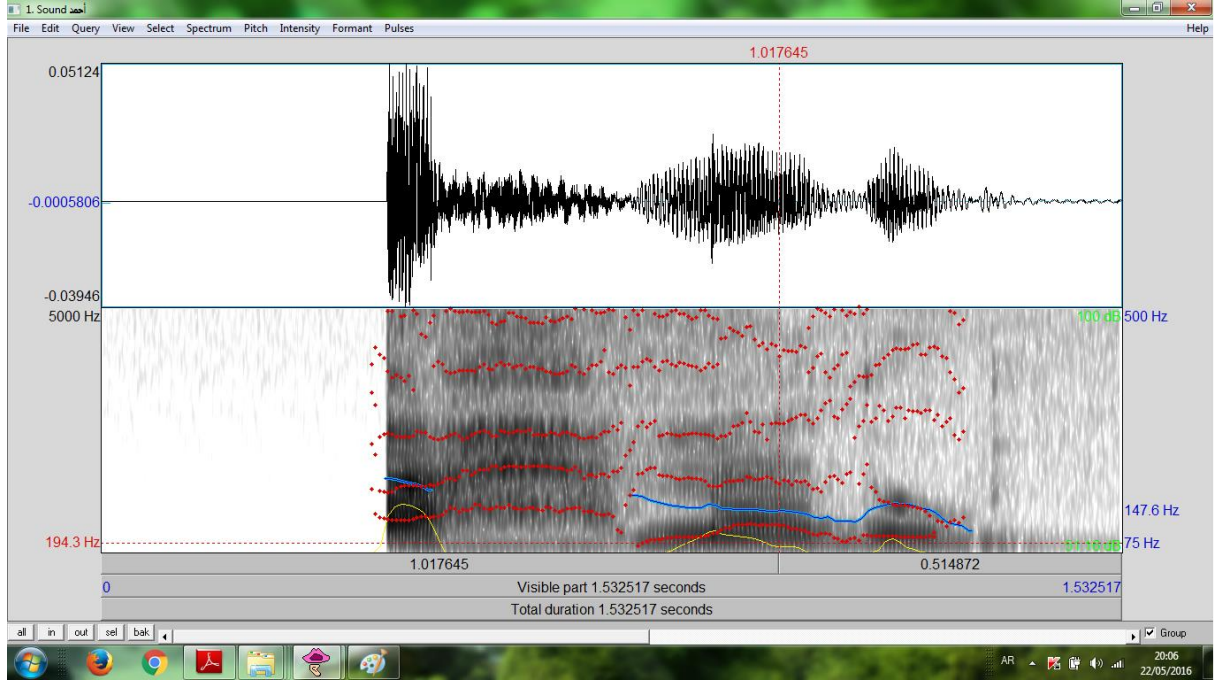 1. Sound أحمد
File Edit Query View Select Spectrum Pitch Intensity Formant Pulses Help
1.017645
0.05124
-0.0005806
-0.03946
5000 Hz 100 dB 500 Hz
147.6 Hz
194.3 Hz 75 Hz
1.017645 0.514872
0 Visible part 1.532517 seconds 1.532517
Total duration 1.532517 seconds
all in out sel bak Group
AR 20:06
22/05/2016